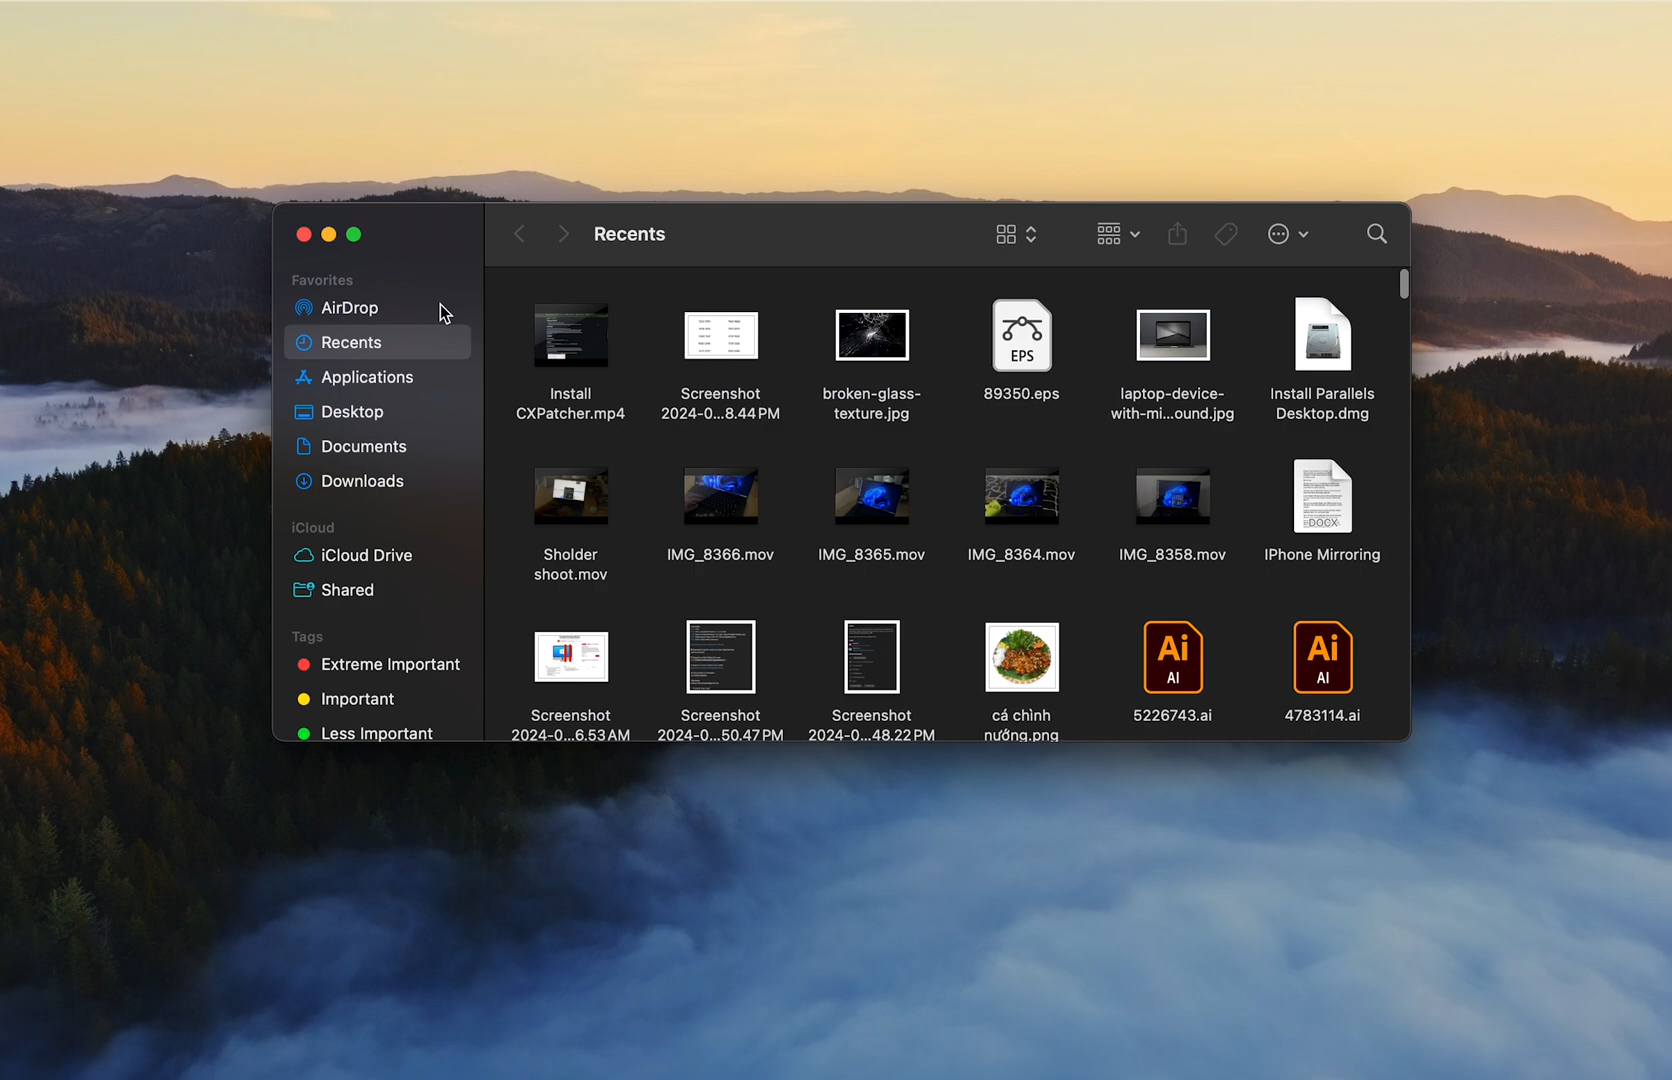 Recents
Favorites
AirDrop
Recents
Applications
Desktop
Documents
Downloads
iCloud
iCloud Drive
Shared
Tags
Extreme Important
Important
Less Important
Install
CXPatcher.mp4
Screenshot
2024-0...8.44 PM
broken-glass-
texture.jpg
EPS
89350.eps
laptop-device-
with-mi...ound.jpg
Install Parallels
Desktop.dmg
Sholder
shoot.mov
IMG_8366.mov
IMG_8365.mov
IMG_8364.mov
IMG_8358.mov
DOCX
IPhone Mirroring
Screenshot
2024-0...6.53 AM
Screenshot
2024-0...50.47 PM
Screenshot
2024-0...48.22 PM
cá chình
nướng.png
Ai
AI
5226743.ai
Ai
AI
4783114.ai